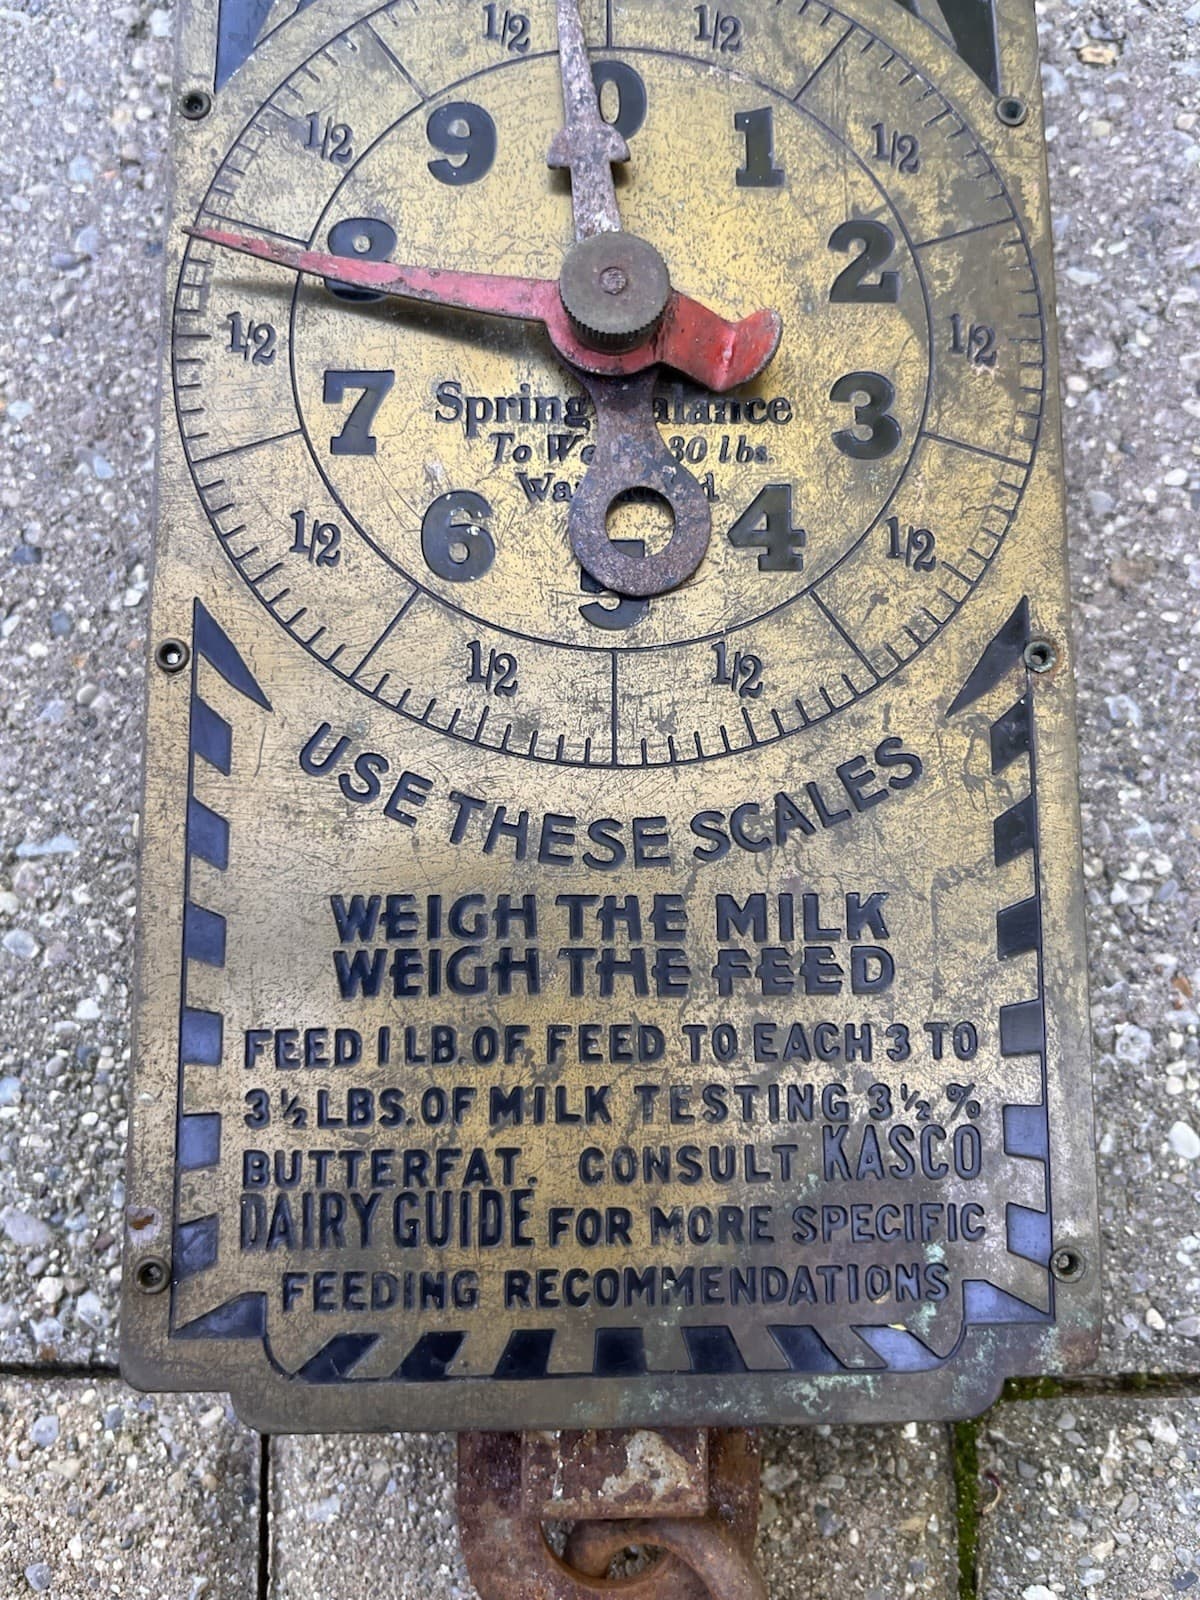 1/2 1/2
9 0 1
1/2 1/2
8 2
1/2 1/2
7 3
Spring
To 30 lbs.
6 4
1/2 1/2
5
1/2 1/2
USE THESE SCALES
WEIGH THE MILK
WEIGH THE FEED
FEED 1 LB. OF FEED TO EACH 3 TO
3 1/2 LBS. OF MILK TESTING 3 1/2 %
BUTTERFAT. CONSULT KASCO
DAIRY GUIDE FOR MORE SPECIFIC
FEEDING RECOMMENDATIONS